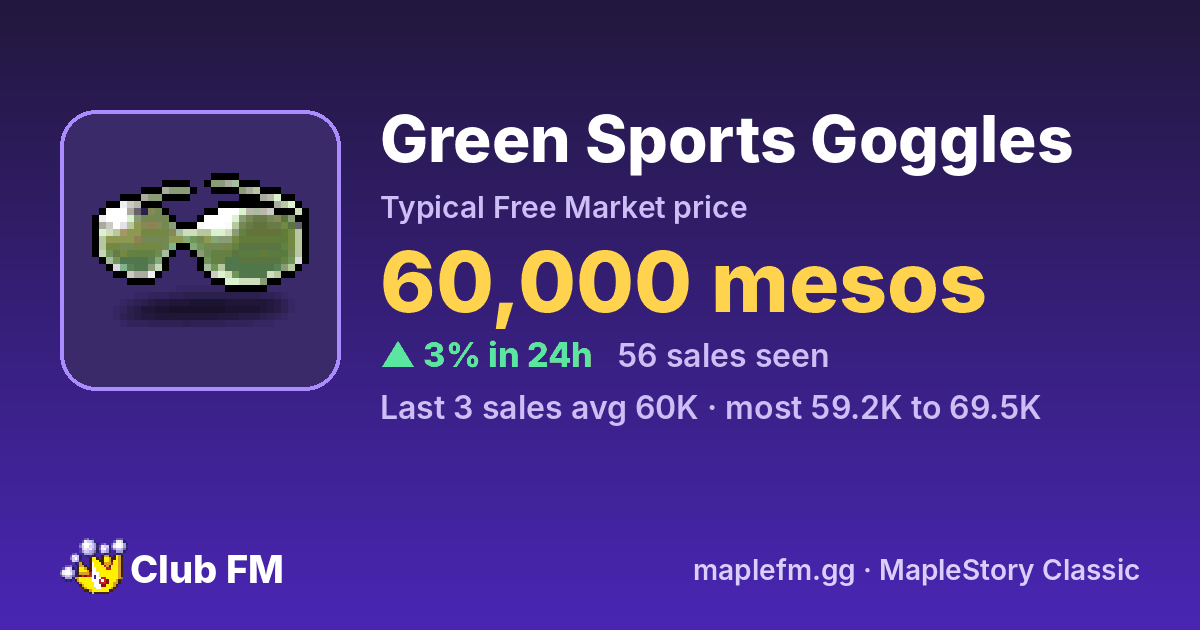 Green Sports Goggles
Typical Free Market price
60,000 mesos
▲ 3% in 24h 56 sales seen
Last 3 sales avg 60K · most 59.2K to 69.5K
Club FM
maplefm.gg · MapleStory Classic